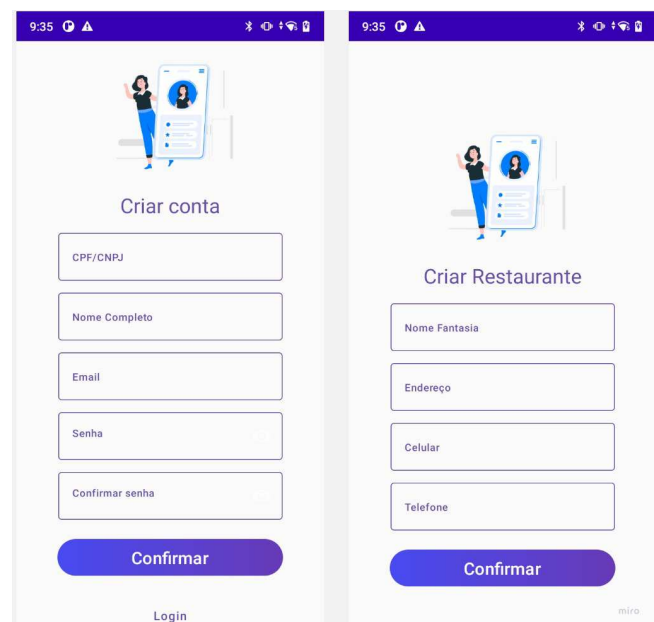 9:35
Criar conta
CPF/CNPJ
Nome Completo
Email
Senha
Confirmar senha
Confirmar
Login
9:35
Criar Restaurante
Nome Fantasia
Endereço
Celular
Telefone
Confirmar
miro